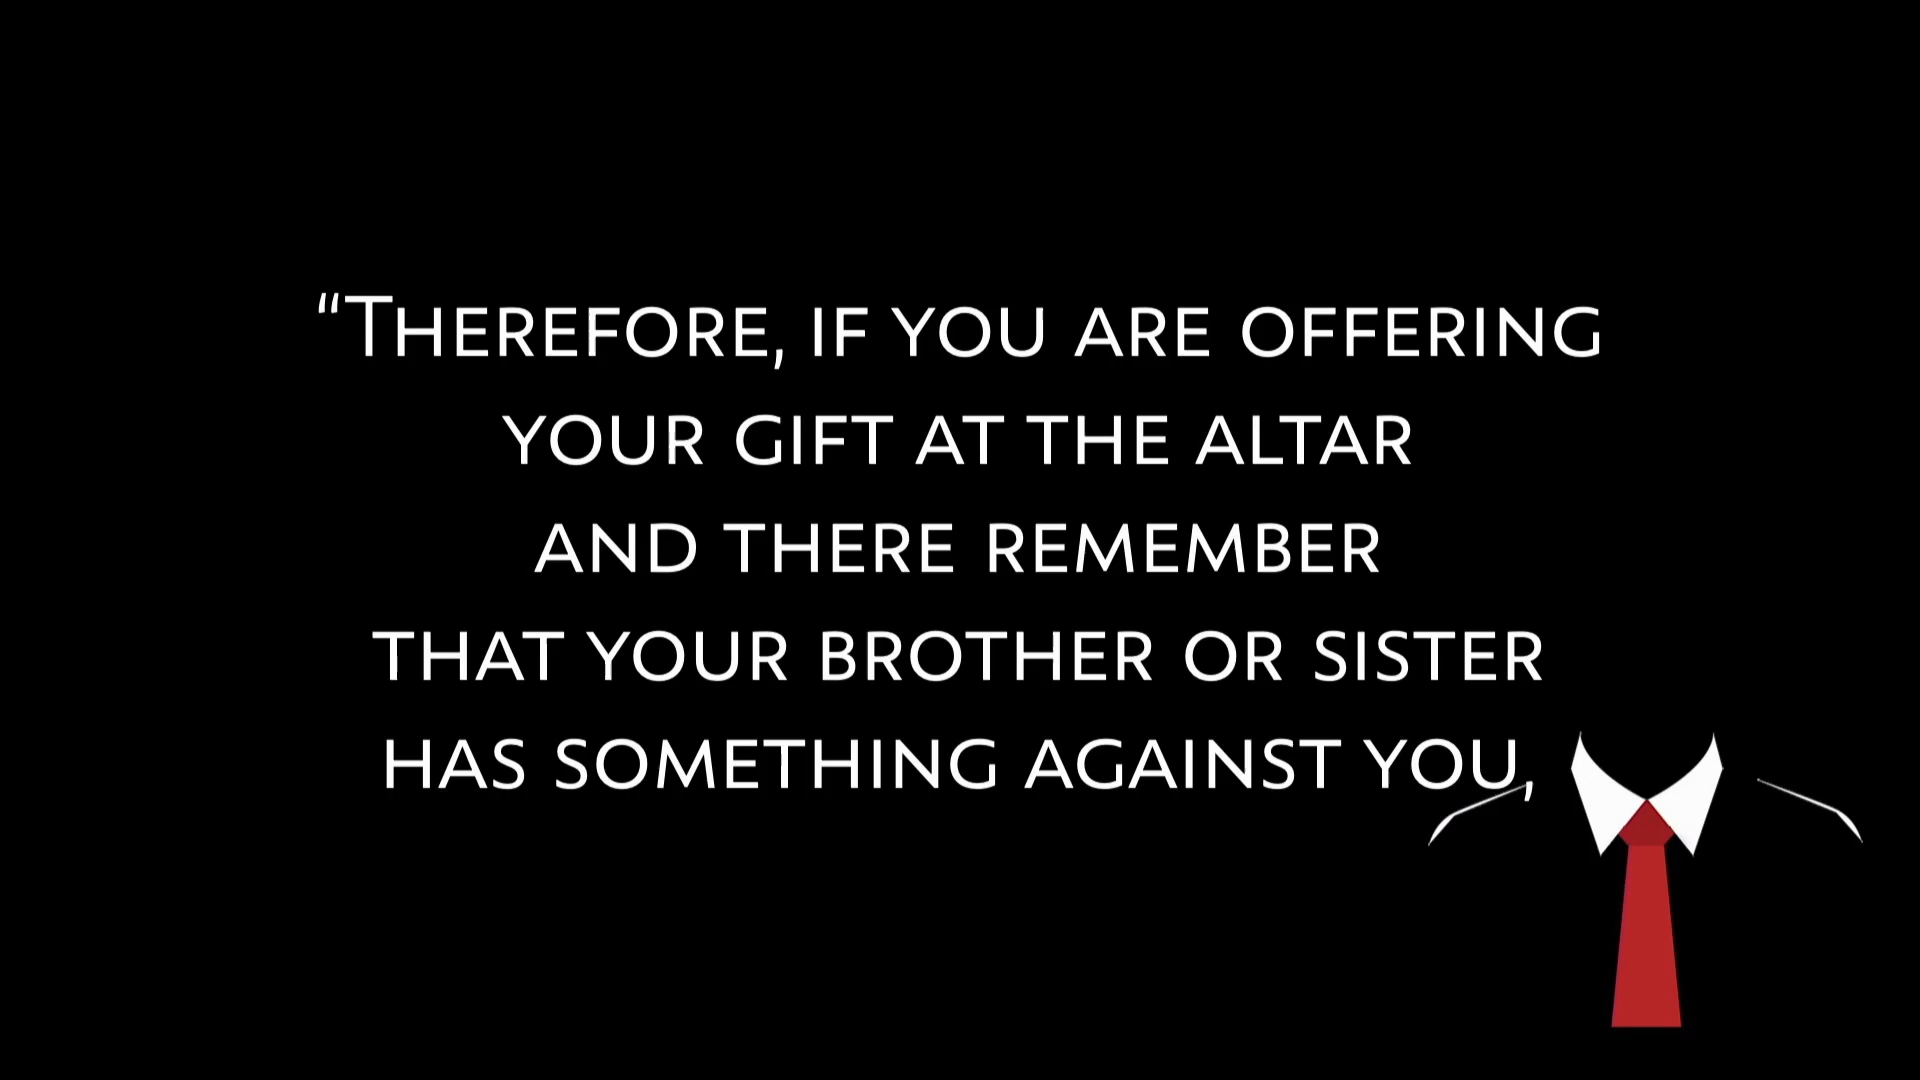 “Therefore, if you are offering
your gift at the altar
and there remember
that your brother or sister
has something against you,